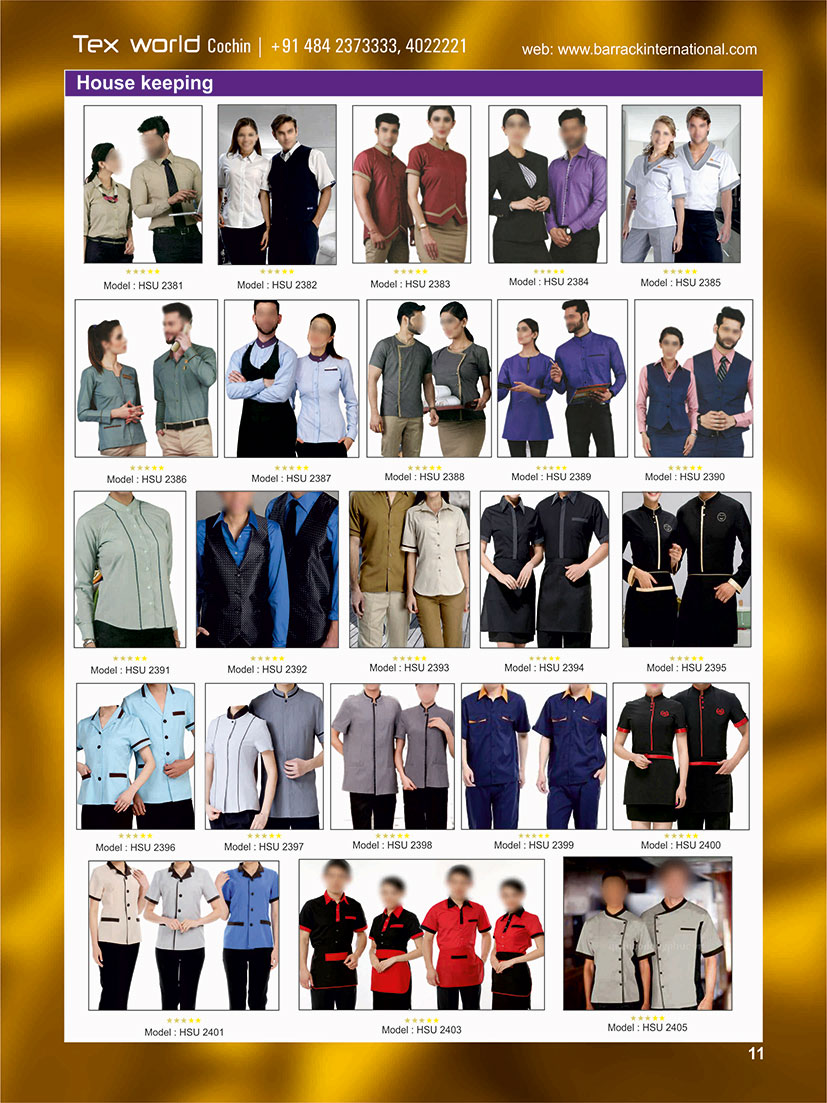 Tex world Cochin | +91 484 2373333, 4022221 web: www.barrackinternational.com
House keeping
Model : HSU 2381 Model : HSU 2382 Model : HSU 2383 Model : HSU 2384 Model : HSU 2385
Model : HSU 2386 Model : HSU 2387 Model : HSU 2388 Model : HSU 2389 Model : HSU 2390
Model : HSU 2391 Model : HSU 2392 Model : HSU 2393 Model : HSU 2394 Model : HSU 2395
Model : HSU 2396 Model : HSU 2397 Model : HSU 2398 Model : HSU 2399 Model : HSU 2400
Model : HSU 2401 Model : HSU 2403 Model : HSU 2405
11